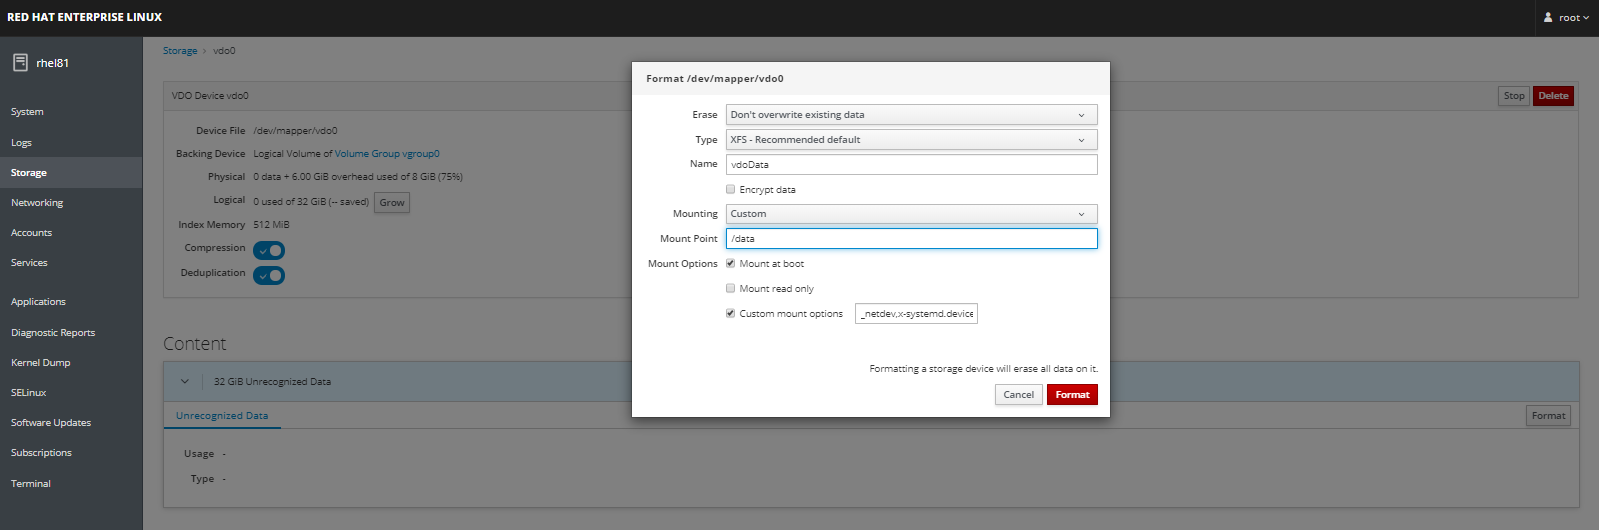 RED HAT ENTERPRISE LINUX
root
rhel81
System
Logs
Storage
Networking
Accounts
Services
Applications
Diagnostic Reports
Kernel Dump
SELinux
Software Updates
Subscriptions
Terminal
Storage > vdo0
VDO Device vdo0
Stop Delete
Device File /dev/mapper/vdo0
Backing Device Logical Volume of Volume Group vgroup0
Physical 0 data + 6.00 GiB overhead used of 8 GiB (75%)
Logical 0 used of 32 GiB (-- saved) Grow
Index Memory 512 MiB
Compression
Deduplication
Content
32 GiB Unrecognized Data
Unrecognized Data
Format
Usage -
Type -
Format /dev/mapper/vdo0
Erase Don't overwrite existing data
Type XFS - Recommended default
Name vdoData
Encrypt data
Mounting Custom
Mount Point /data
Mount Options Mount at boot
Mount read only
Custom mount options _netdev,x-systemd.device
Formatting a storage device will erase all data on it.
Cancel Format